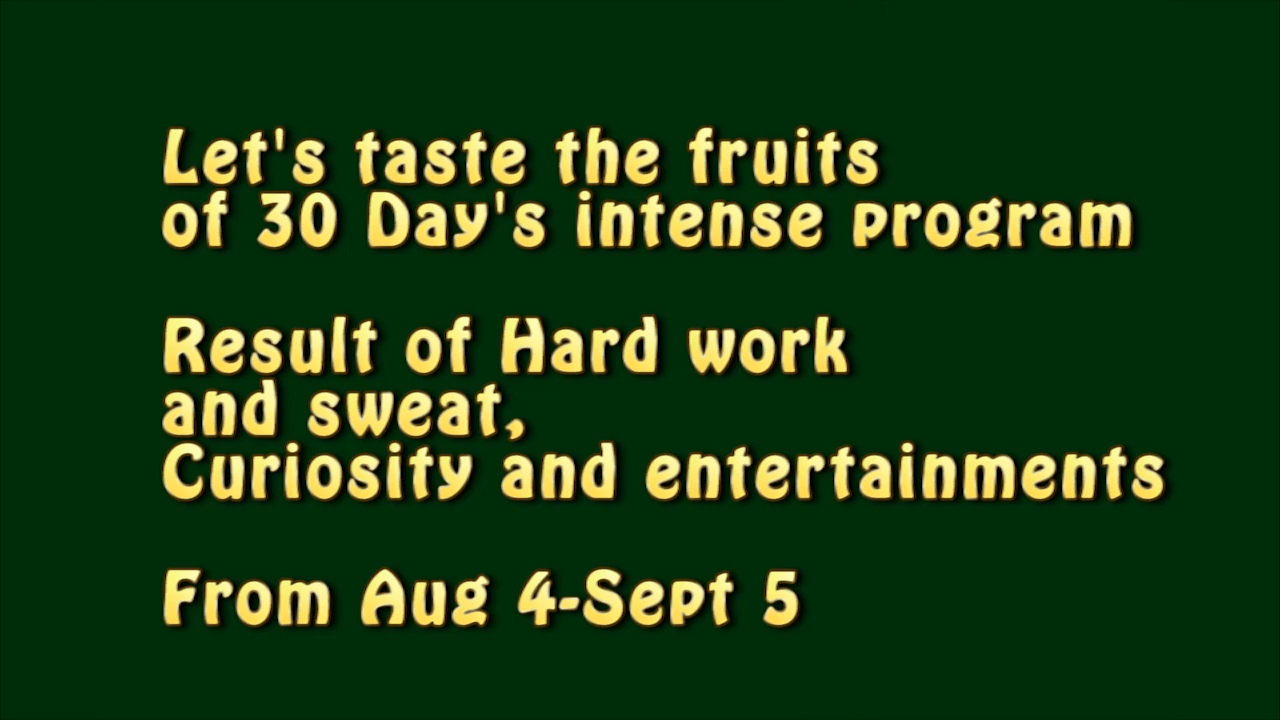 Let's taste the fruits
of 30 Day's intense program
Result of Hard work
and sweat,
Curiosity and entertainments
From Aug 4-Sept 5